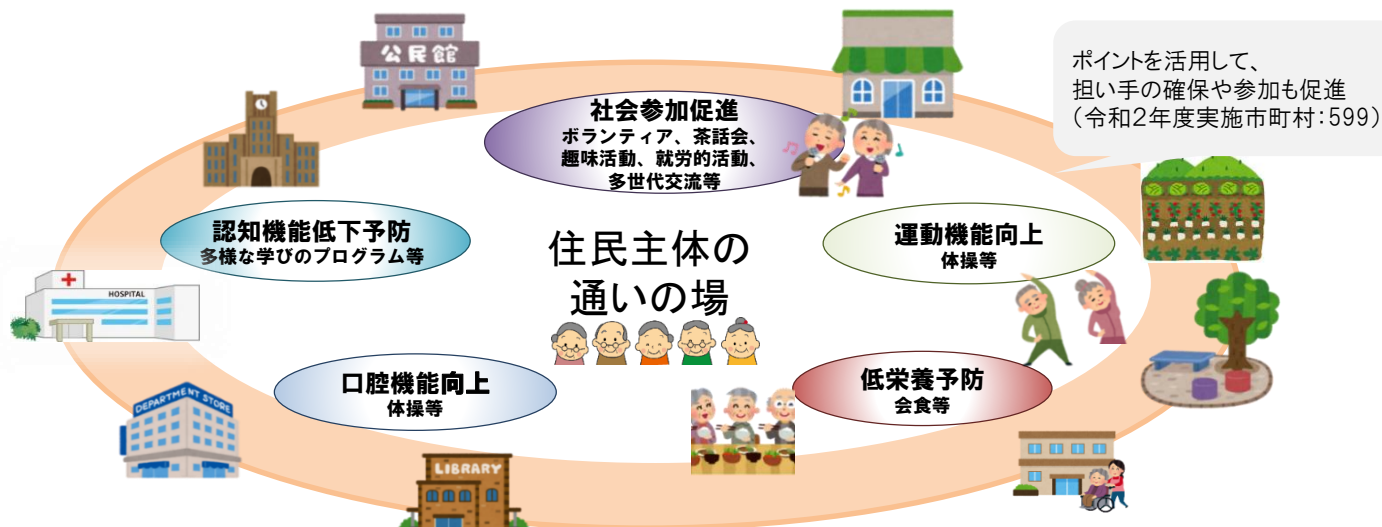 公民館
ポイントを活用して、
担い手の確保や参加も促進
(令和2年度実施市町村:599)
社会参加促進
ボランティア、茶話会、
趣味活動、就労的活動、
多世代交流等
認知機能低下予防
多様な学びのプログラム等
運動機能向上
体操等
住民主体の
通いの場
HOSPITAL
口腔機能向上
体操等
低栄養予防
会食等
DEPARTMENT STORE
LIBRARY